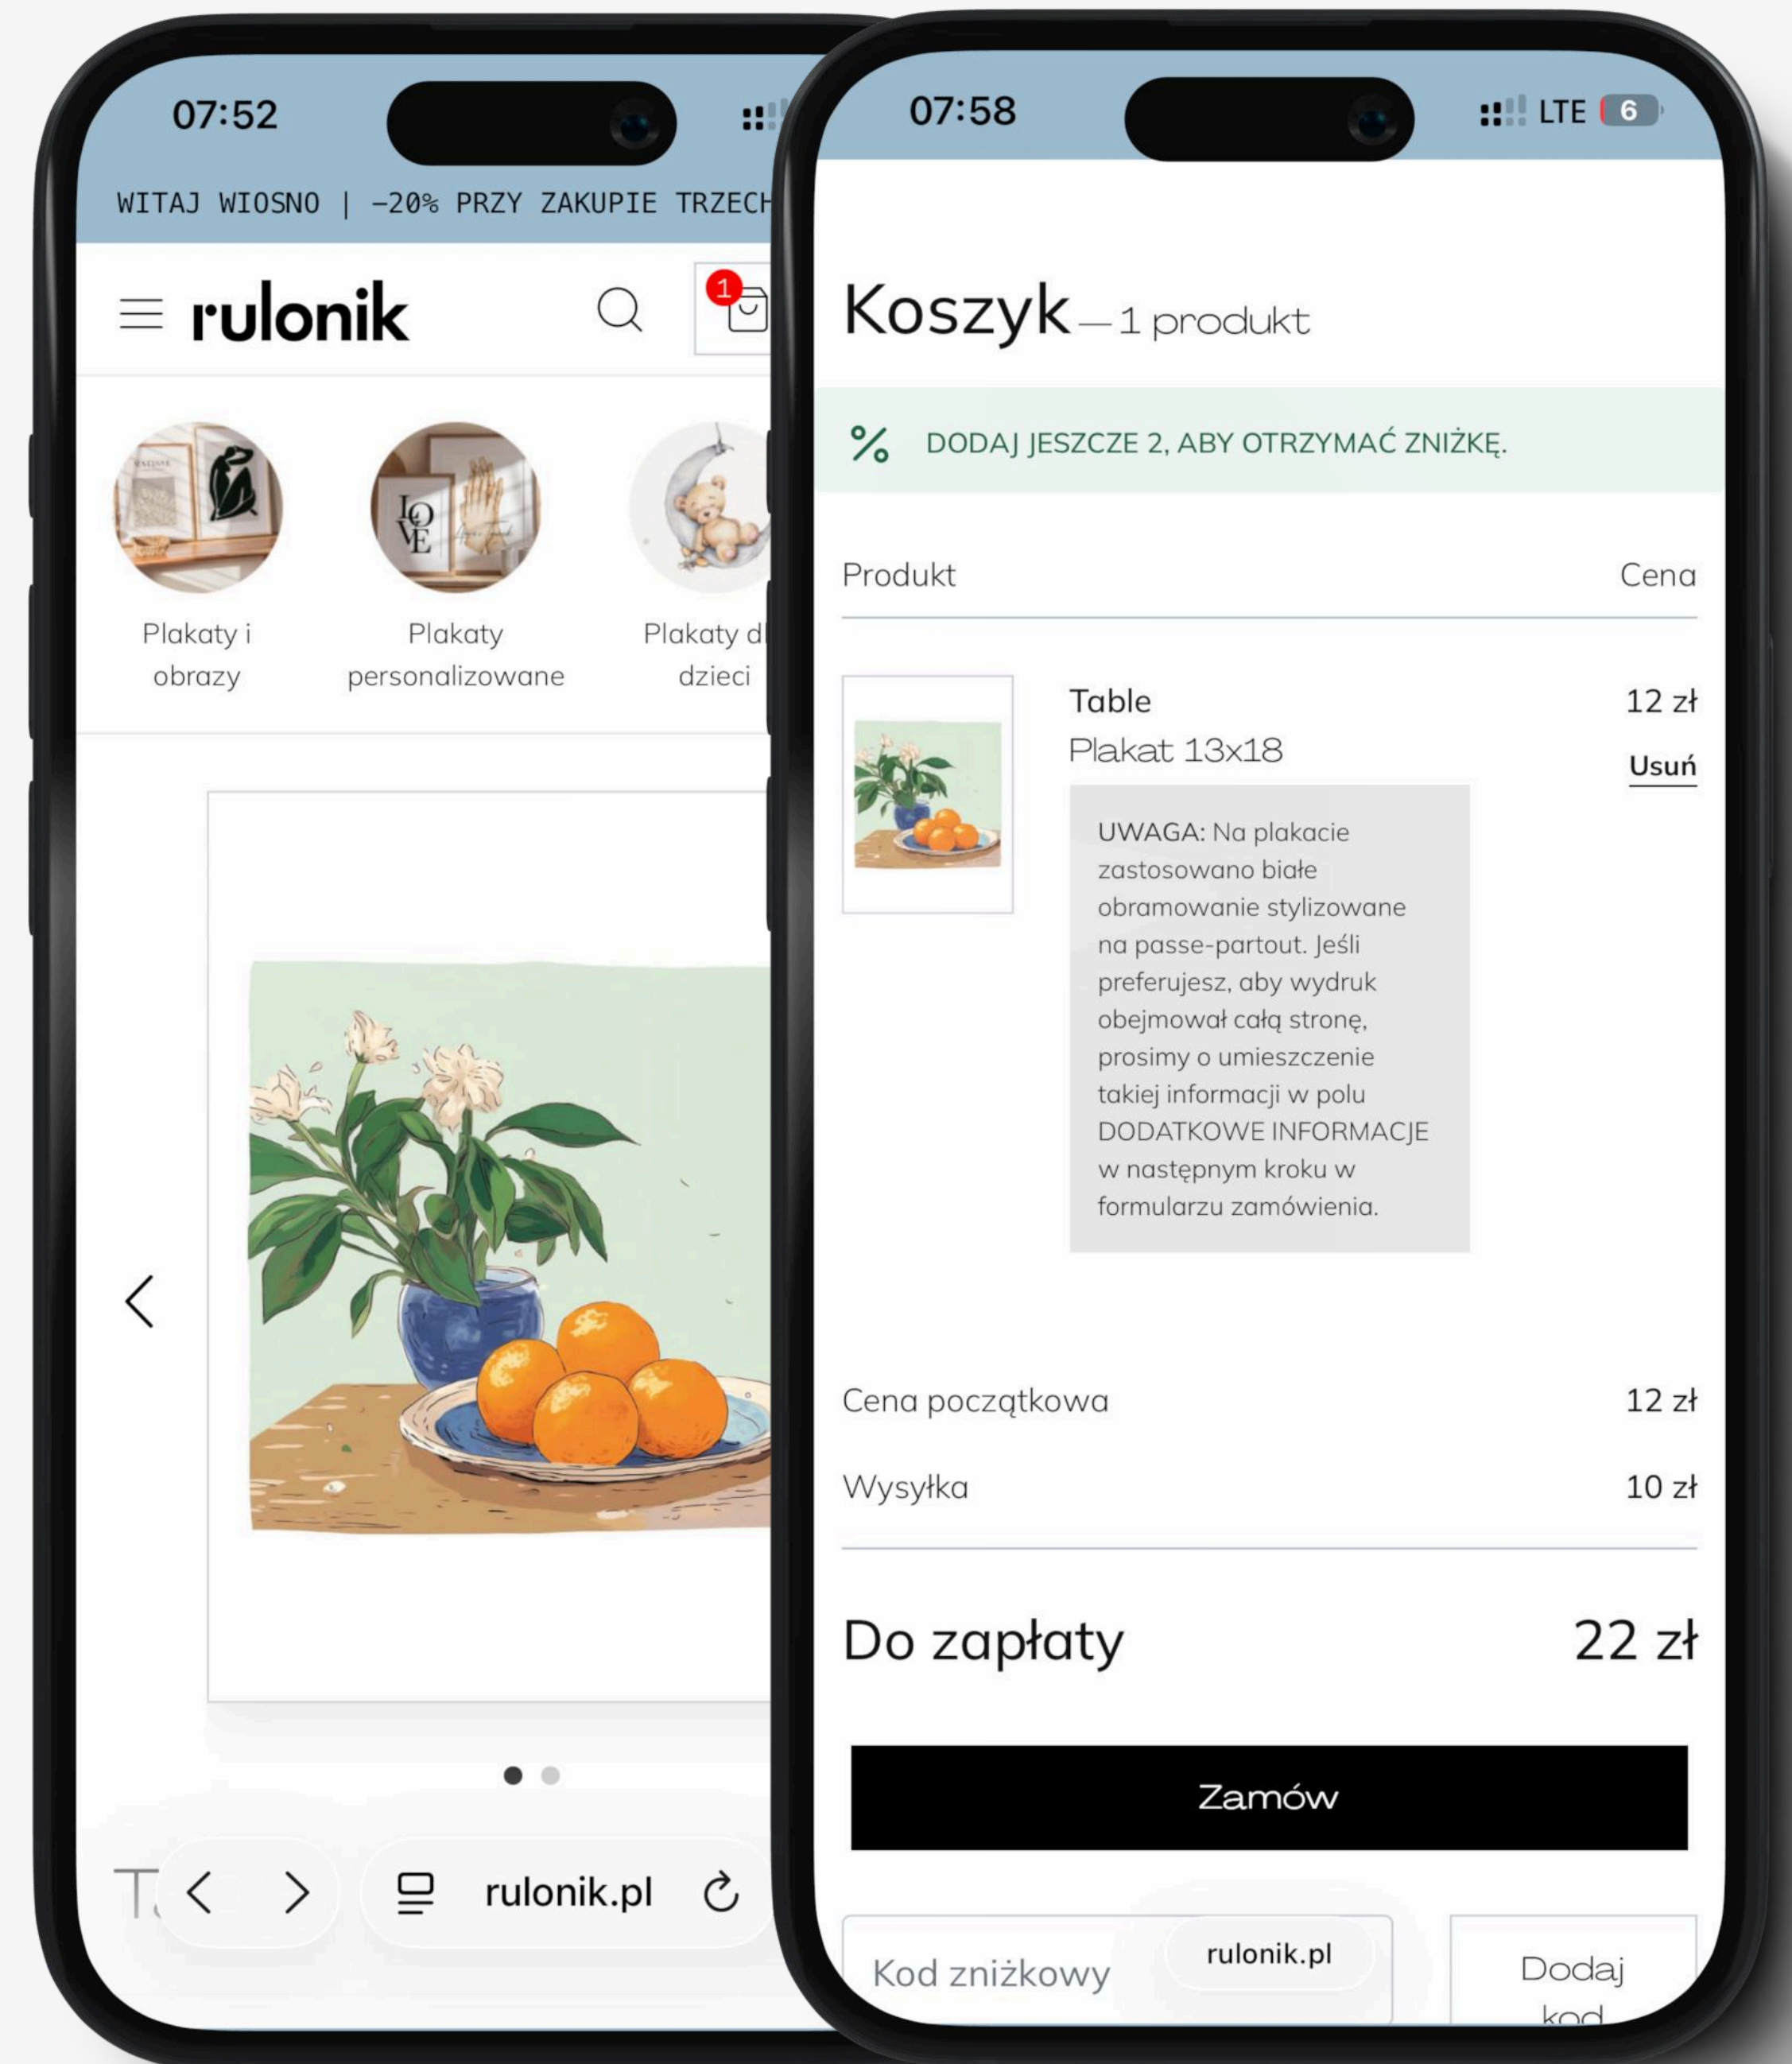 07:52
WITAJ WIOSNO | –20% PRZY ZAKUPIE TRZECH
rulonik
1
LOVE
Plakaty i
obrazy
Plakaty
personalizowane
Plakaty
dzieci
rulonik.pl
07:58
LTE 6
Koszyk — 1 produkt
% DODAJ JESZCZE 2, ABY OTRZYMAĆ ZNIŻKĘ.
Produkt Cena
Table 12 zł
Plakat 13x18
Usuń
UWAGA: Na plakacie
zastosowano białe
obramowanie stylizowane
na passe-partout. Jeśli
preferujesz, aby wydruk
obejmował całą stronę,
prosimy o umieszczenie
takiej informacji w polu
DODATKOWE INFORMACJE
w następnym kroku w
formularzu zamówienia.
Cena początkowa 12 zł
Wysyłka 10 zł
Do zapłaty 22 zł
Zamów
Kod zniżkowy
rulonik.pl
Dodaj
kod